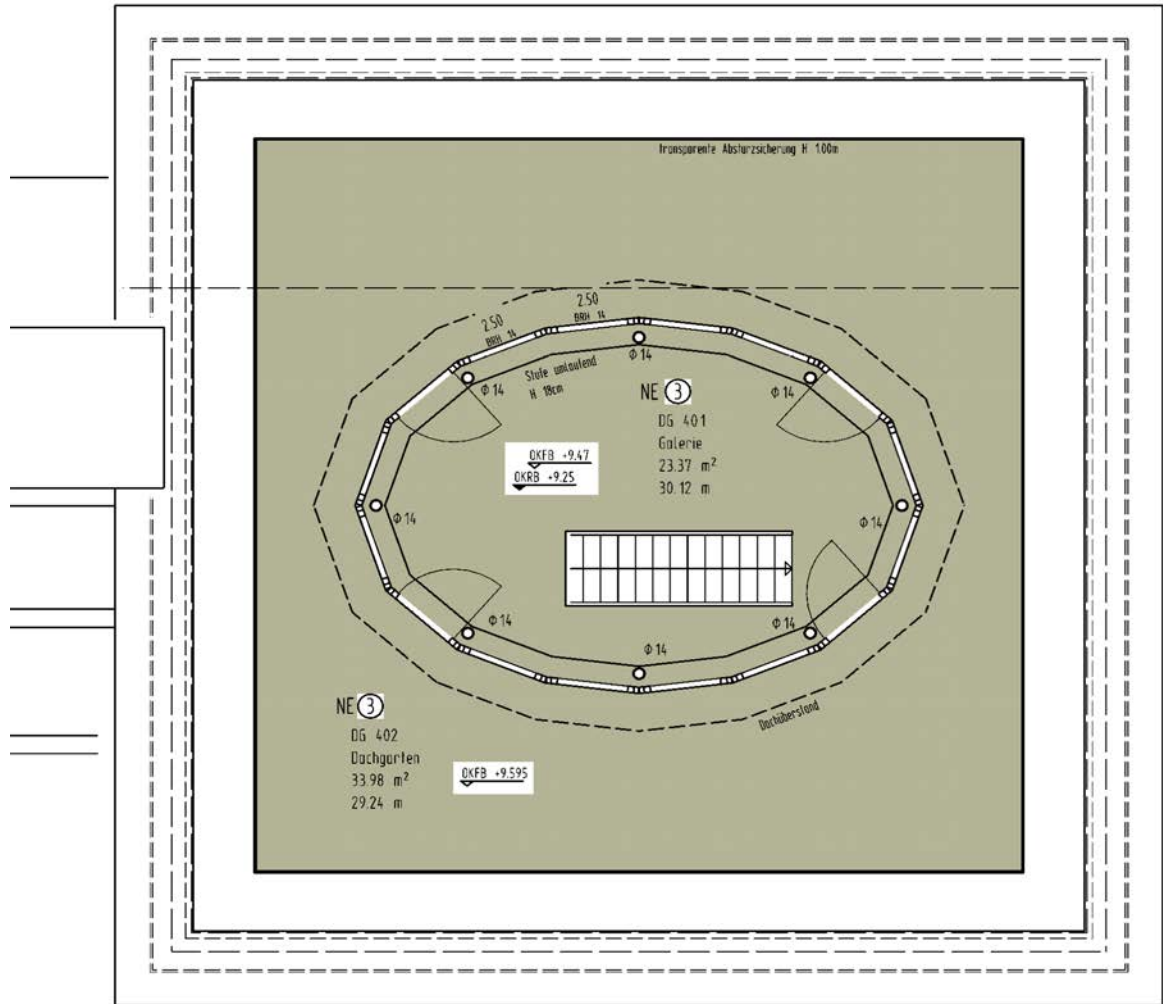 transparente Absturzsicherung H 1.00m
2.50
BRH 14
2.50
BRH 14
Stufe umlaufend
H 18cm
Φ 14
Φ 14
Φ 14
NE 3
DG 401
Galerie
23.37 m²
30.12 m
OKFB +9.47
OKRB +9.25
Φ 14
Φ 14
Φ 14
Φ 14
Φ 14
NE 3
DG 402
Dachgarten
33.98 m²
29.24 m
OKFB +9.595
Dachüberstand